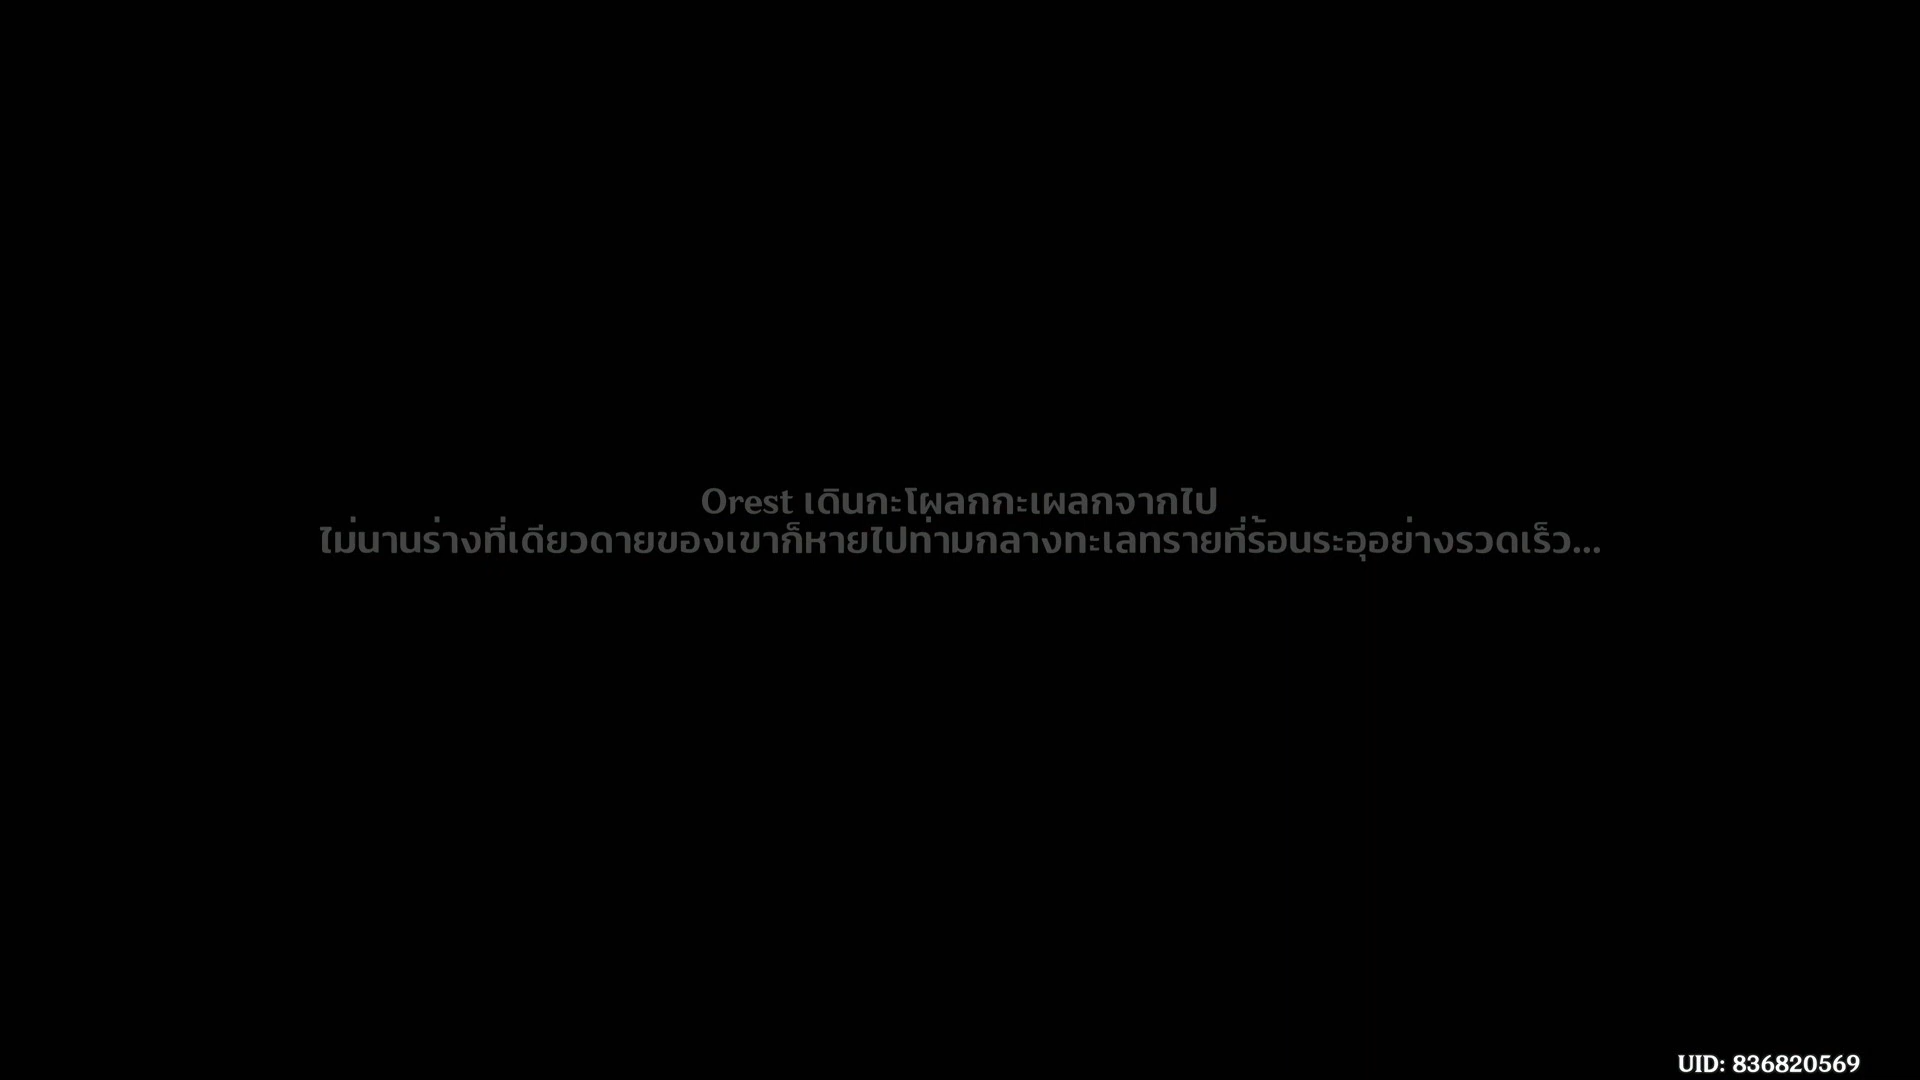 Orest เดินกะโผลกกะเผลกจากไป
ไม่นานร่างที่เดียวดายของเขาก็หายไปท่ามกลางทะเลทรายที่ร้อนระอุอย่างรวดเร็ว...
UID: 836820569